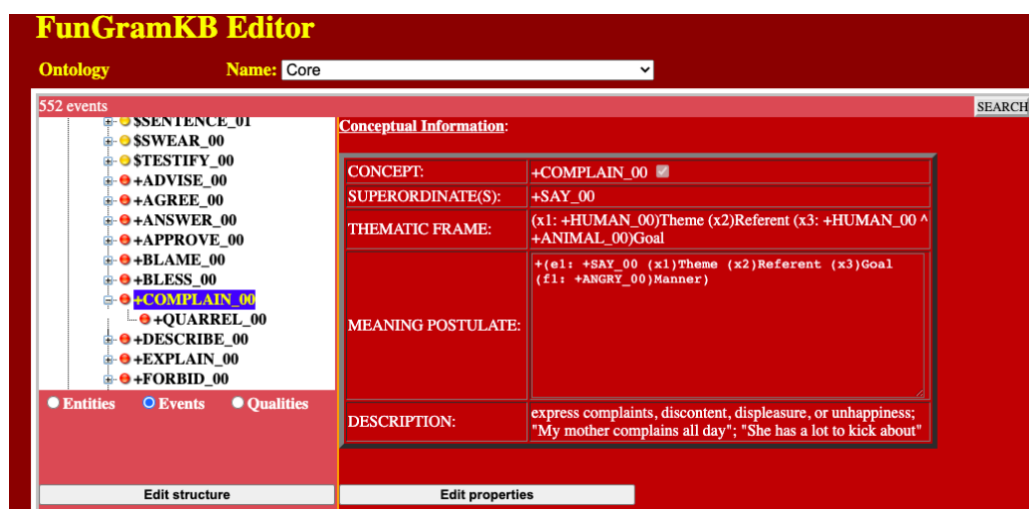 FunGramKB Editor
Ontology Name: Core
552 events SEARCH
$SENTENCE_01
$SWEAR_00
$TESTIFY_00
+ADVISE_00
+AGREE_00
+ANSWER_00
+APPROVE_00
+BLAME_00
+BLESS_00
+COMPLAIN_00
+QUARREL_00
+DESCRIBE_00
+EXPLAIN_00
+FORBID_00
Entities Events Qualities
Edit structure
Conceptual Information:
CONCEPT: +COMPLAIN_00
SUPERORDINATE(S): +SAY_00
THEMATIC FRAME: (x1: +HUMAN_00)Theme (x2)Referent (x3: +HUMAN_00 ^
+ANIMAL_00)Goal
MEANING POSTULATE: +(e1: +SAY_00 (x1)Theme (x2)Referent (x3)Goal
(f1: +ANGRY_00)Manner)
DESCRIPTION: express complaints, discontent, displeasure, or unhappiness;
"My mother complains all day"; "She has a lot to kick about"
Edit properties